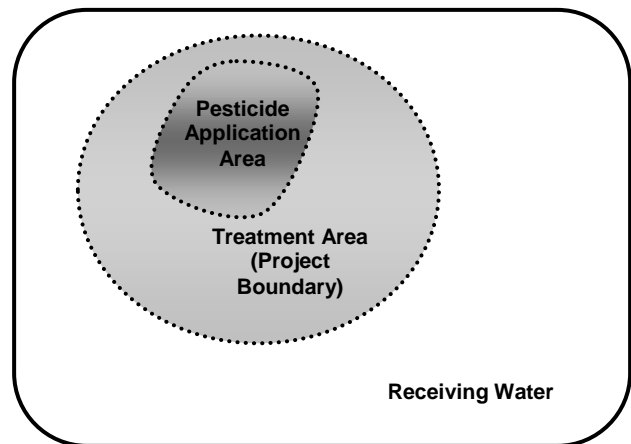 Pesticide
Application
Area
Treatment Area
(Project
Boundary)
Receiving Water